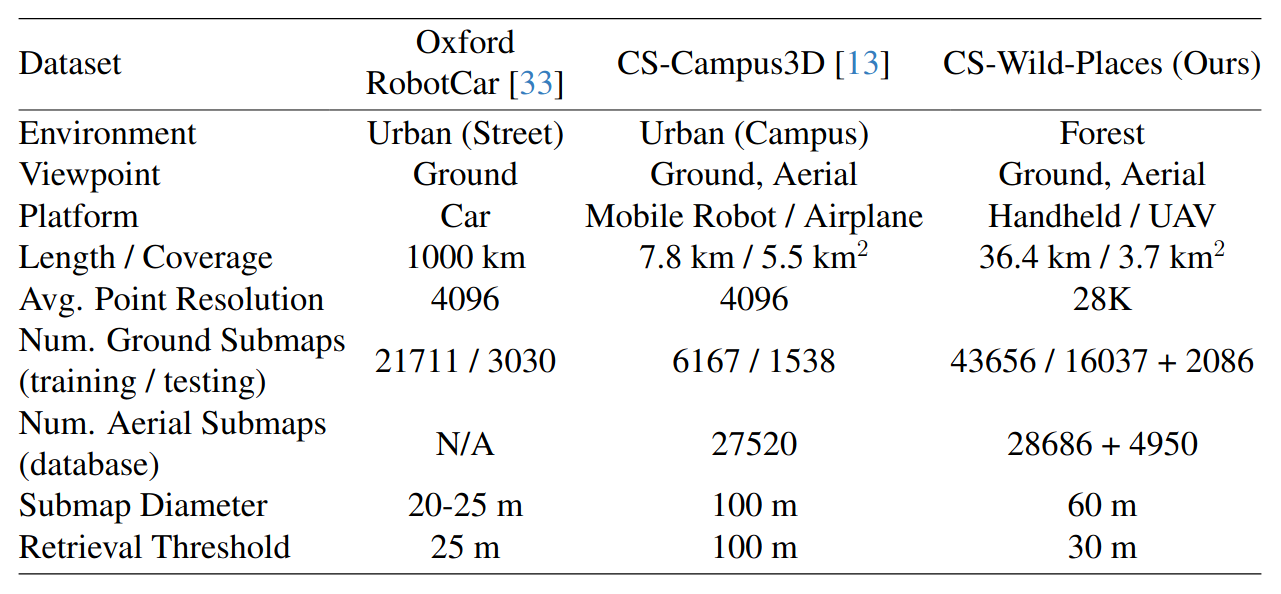 Dataset Oxford RobotCar [33] CS-Campus3D [13] CS-Wild-Places (Ours)
Environment Urban (Street) Urban (Campus) Forest
Viewpoint Ground Ground, Aerial Ground, Aerial
Platform Car Mobile Robot / Airplane Handheld / UAV
Length / Coverage 1000 km 7.8 km / 5.5 km² 36.4 km / 3.7 km²
Avg. Point Resolution 4096 4096 28K
Num. Ground Submaps (training / testing) 21711 / 3030 6167 / 1538 43656 / 16037 + 2086
Num. Aerial Submaps (database) N/A 27520 28686 + 4950
Submap Diameter 20-25 m 100 m 60 m
Retrieval Threshold 25 m 100 m 30 m